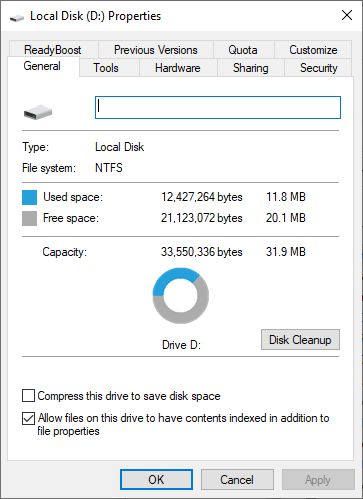 Local Disk (D:) Properties
ReadyBoost Previous Versions Quota Customize
General Tools Hardware Sharing Security
Type: Local Disk
File system: NTFS
Used space: 12,427,264 bytes 11.8 MB
Free space: 21,123,072 bytes 20.1 MB
Capacity: 33,550,336 bytes 31.9 MB
Drive D:
Disk Cleanup
Compress this drive to save disk space
Allow files on this drive to have contents indexed in addition to
file properties
OK Cancel Apply